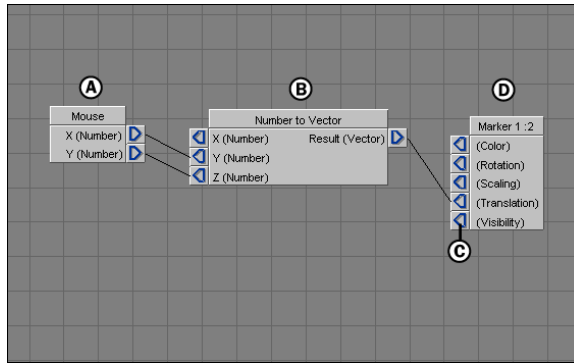 A
B
D
Mouse
X (Number)
Y (Number)
Number to Vector
X (Number) Result (Vector)
Y (Number)
Z (Number)
Marker 1 :2
(Color)
(Rotation)
(Scaling)
(Translation)
(Visibility)
C